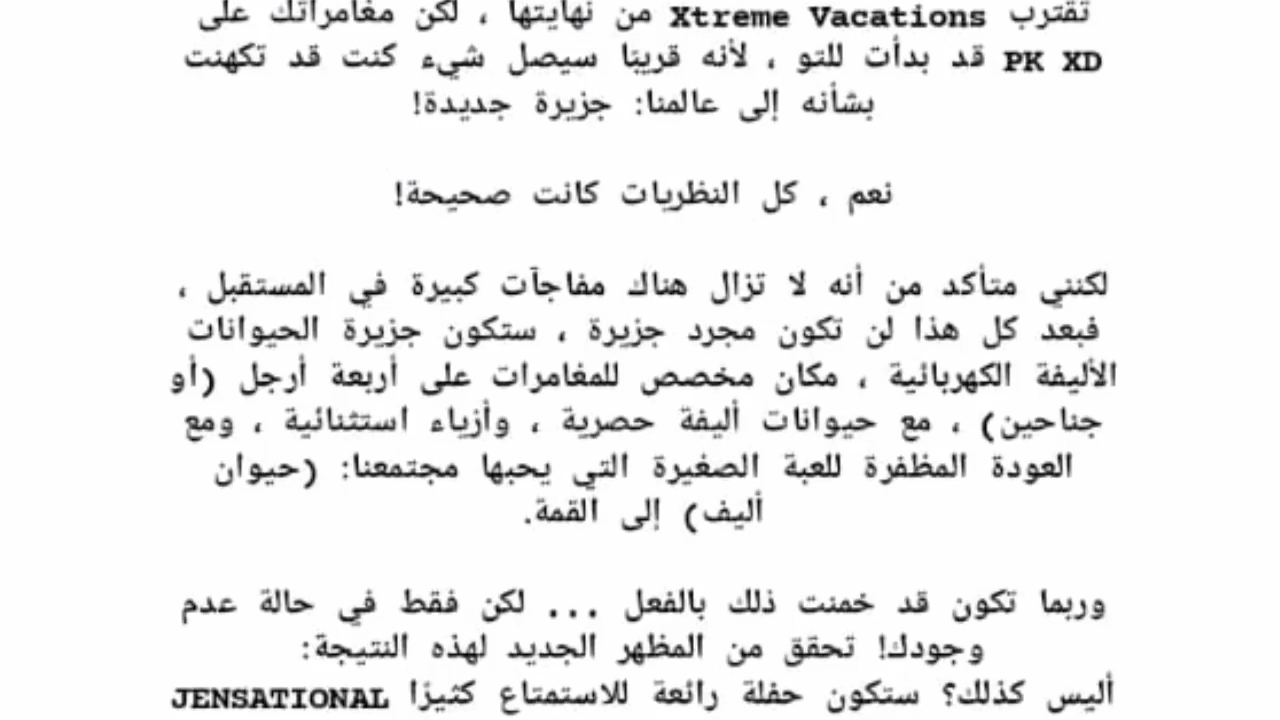 تقترب Xtreme Vacations من نهايتها ، لكن مغامراتك على
PK XD قد بدأت للتو ، لأنه قريبًا سيصل شيء كنت قد تكهنت
بشأنه إلى عالمنا: جزيرة جديدة!
نعم ، كل النظريات كانت صحيحة!
لكنني متأكد من أنه لا تزال هناك مفاجآت كبيرة في المستقبل ،
فبعد كل هذا لن تكون مجرد جزيرة ، ستكون جزيرة الحيوانات
الأليفة الكهربائية ، مكان مخصص للمغامرات على أربعة أرجل (أو
جناحين) ، مع حيوانات أليفة حصرية ، وأزياء استثنائية ، ومع
العودة المظفرة للعبة الصغيرة التي يحبها مجتمعنا: (حيوان
أليف) إلى القمة.
وربما تكون قد خمنت ذلك بالفعل ... لكن فقط في حالة عدم
وجودك! تحقق من المظهر الجديد لهذه النتيجة:
أليس كذلك؟ ستكون حفلة رائعة للاستمتاع كثيرًا JENSATIONAL